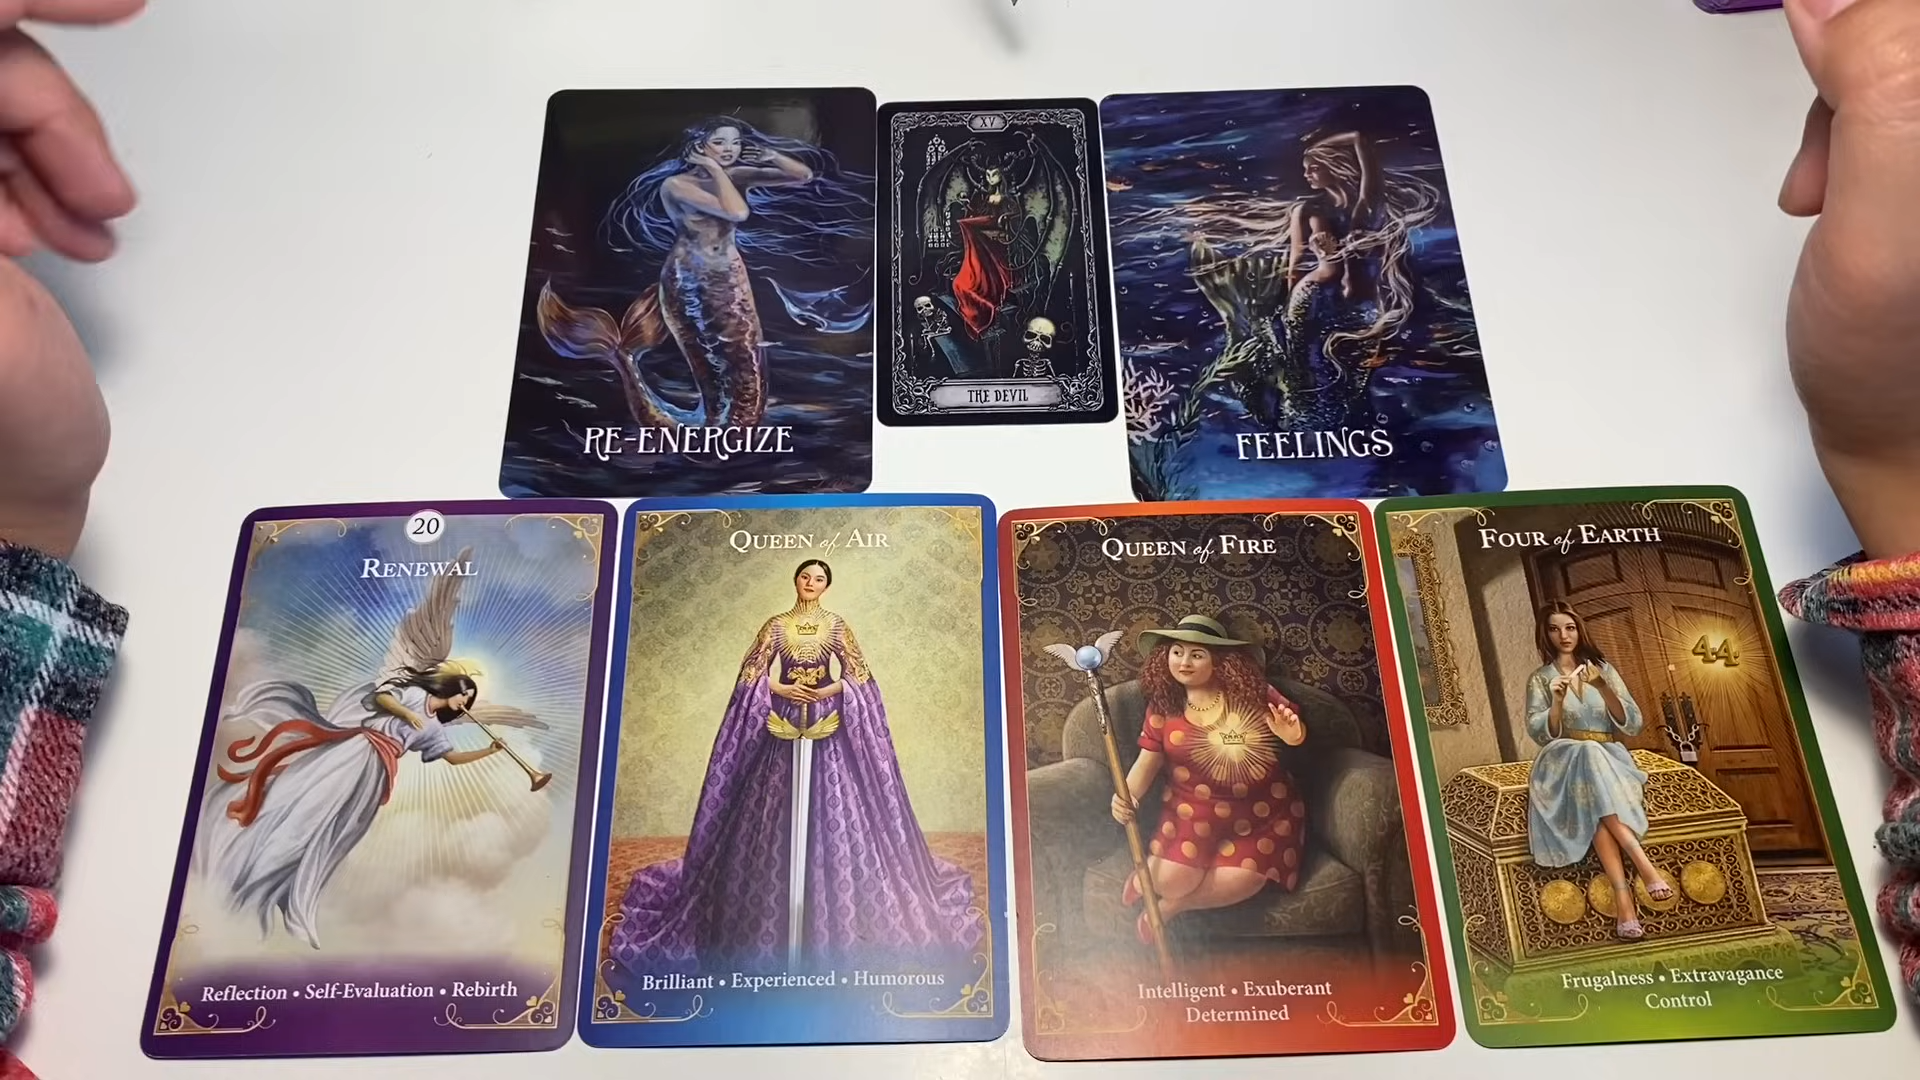 RE-ENERGIZE
XV
THE DEVIL
FEELINGS
20
RENEWAL
Reflection • Self-Evaluation • Rebirth
QUEEN of AIR
Brilliant • Experienced • Humorous
QUEEN of FIRE
Intelligent • Exuberant
Determined
FOUR of EARTH
44
Frugalness • Extravagance
Control